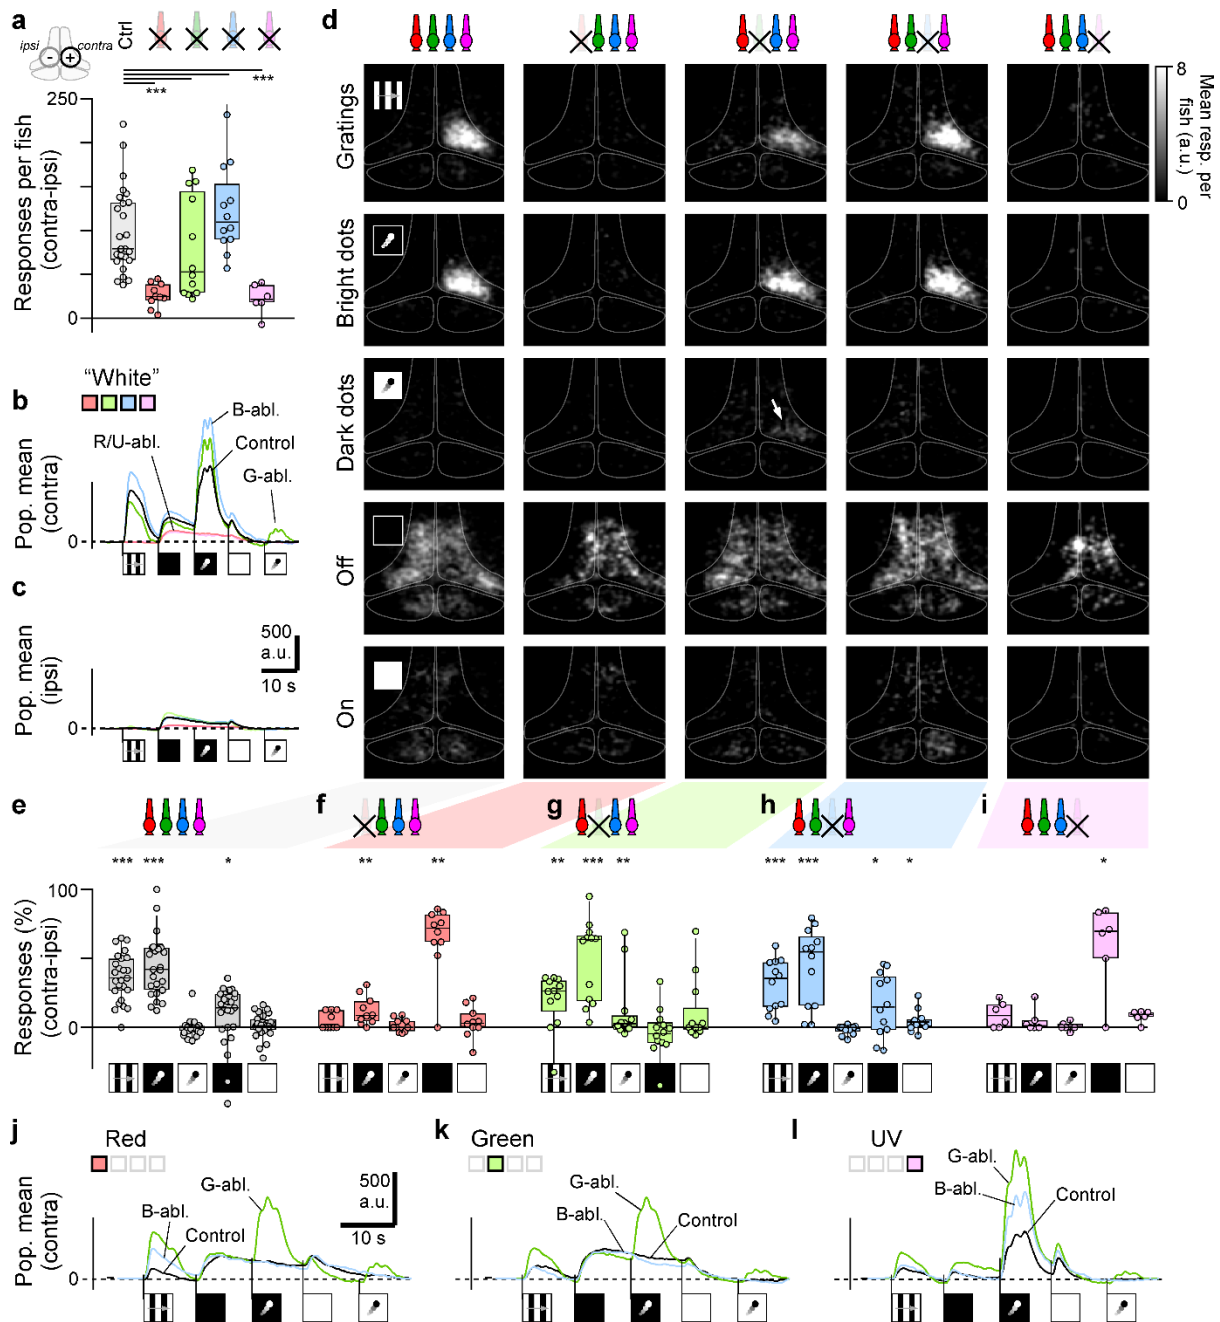 a
ipsi
contra
-
+
Ctrl
***
***
250
0
Responses per fish
(contra-ipsi)
b
"White"
B-abl.
R/U-abl.
Control
G-abl.
Pop. mean
(contra)
0
c
500
a.u.
10 s
Pop. mean
(ipsi)
0
d
Gratings
Bright dots
Dark dots
Off
On
8
0
Mean resp. per
fish (a.u.)
e
f
g
h
i
*** *** *
** **
** *** **
*** *** * *
*
100
0
Responses (%)
(contra-ipsi)
j
Red
G-abl.
B-abl.
Control
500
a.u.
10 s
Pop. mean
(contra)
0
k
Green
G-abl.
B-abl.
Control
0
l
UV
G-abl.
B-abl.
Control
0